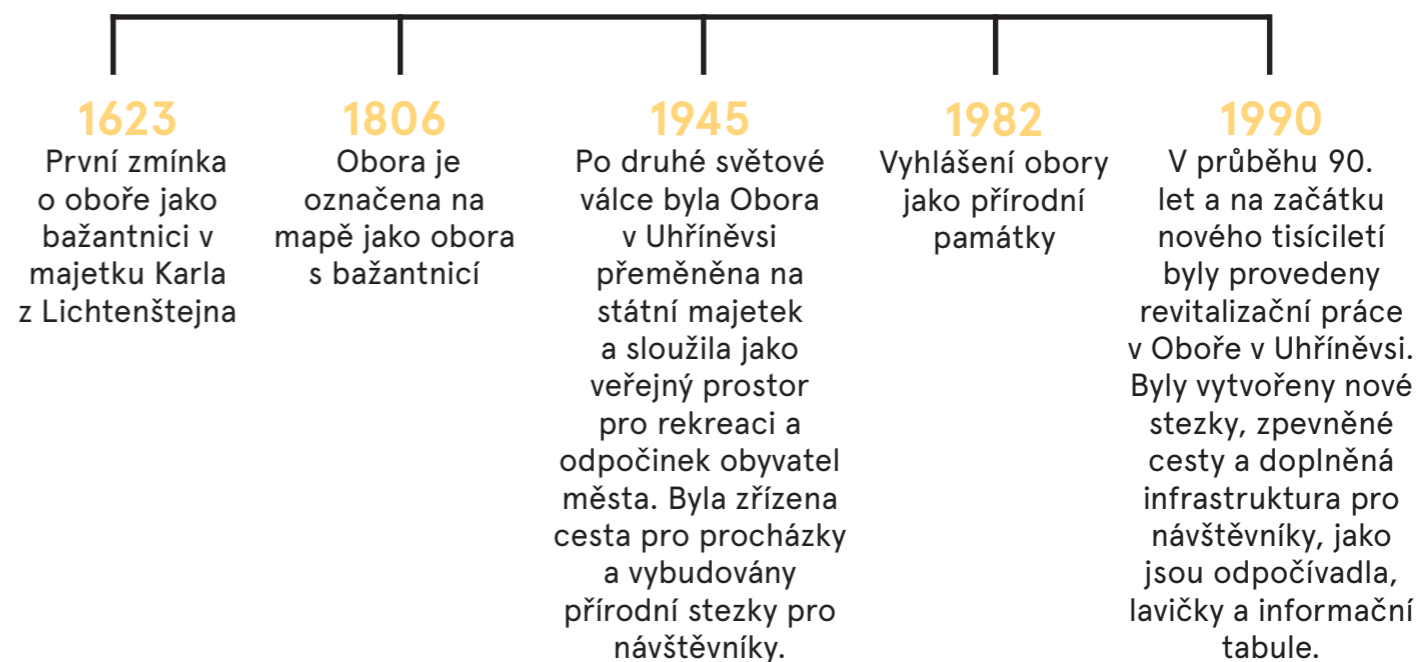 1623
První zmínka
o oboře jako
bažantnici v
majetku Karla
z Lichtenštejna
1806
Obora je
označena na
mapě jako obora
s bažantnicí
1945
Po druhé světové
válce byla Obora
v Uhříněvsi
přeměněna na
státní majetek
a sloužila jako
veřejný prostor
pro rekreaci a
odpočinek obyvatel
města. Byla zřízena
cesta pro procházky
a vybudovány
přírodní stezky pro
návštěvníky.
1982
Vyhlášení obory
jako přírodní
památky
1990
V průběhu 90.
let a na začátku
nového tisíciletí
byly provedeny
revitalizační práce
v Oboře v Uhříněvsi.
Byly vytvořeny nové
stezky, zpevněné
cesty a doplněná
infrastruktura pro
návštěvníky, jako
jsou odpočívadla,
lavičky a informační
tabule.